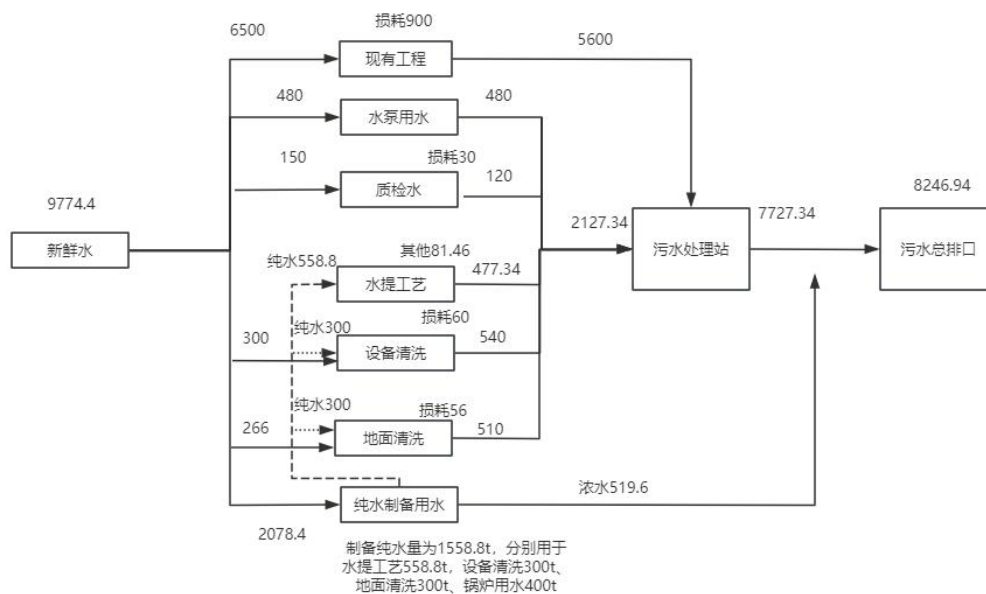 损耗900
6500
5600
现有工程
480
480
水泵用水
150
损耗30
质检水
120
9774.4
新鲜水
8246.94
2127.34
7727.34
污水处理站
污水总排口
其他81.46
纯水558.8
水提工艺
477.34
损耗60
纯水300
300
设备清洗
540
纯水300
损耗56
266
地面清洗
510
浓水519.6
纯水制备用水
2078.4
制备纯水量为1558.8t，分别用于
水提工艺558.8t，设备清洗300t、
地面清洗300t、锅炉用水400t